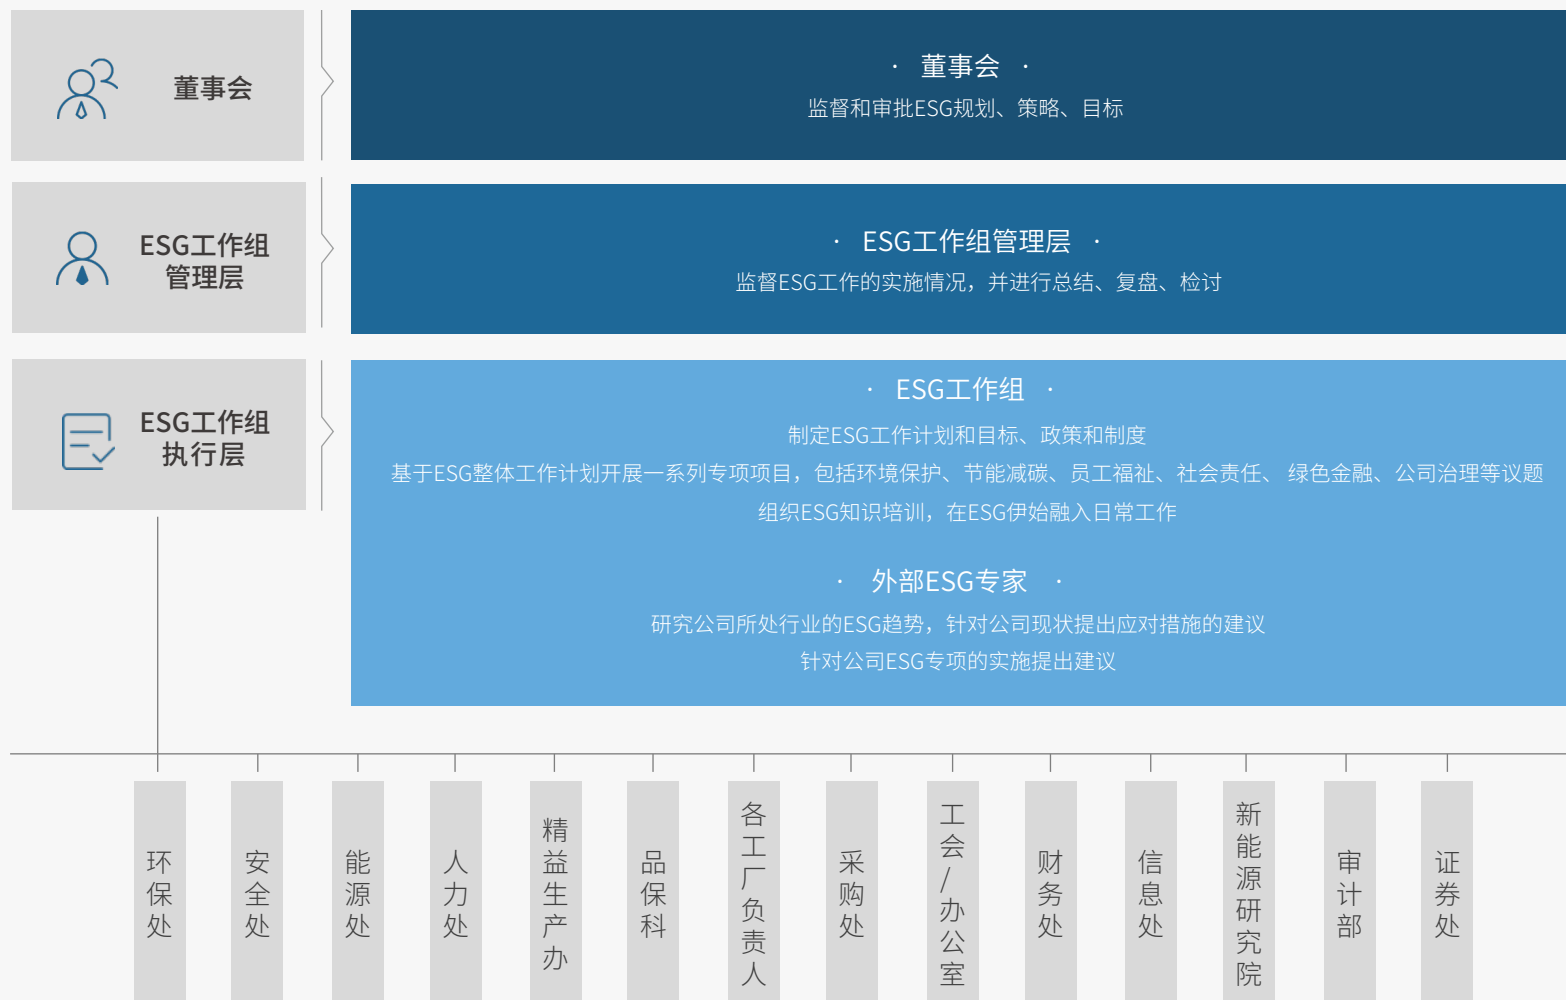 董事会
· 董事会 ·
监督和审批ESG规划、策略、目标
ESG工作组
管理层
· ESG工作组管理层 ·
监督ESG工作的实施情况，并进行总结、复盘、检讨
ESG工作组
执行层
· ESG工作组 ·
制定ESG工作计划和目标、政策和制度
基于ESG整体工作计划开展一系列专项项目，包括环境保护、节能减碳、员工福祉、社会责任、 绿色金融、公司治理等议题
组织ESG知识培训，在ESG伊始融入日常工作
· 外部ESG专家 ·
研究公司所处行业的ESG趋势，针对公司现状提出应对措施的建议
针对公司ESG专项的实施提出建议
环保处
安全处
能源处
人力处
精益生产办
品保科
各工厂负责人
采购处
工会/办公室
财务处
信息处
新能源研究院
审计部
证券处